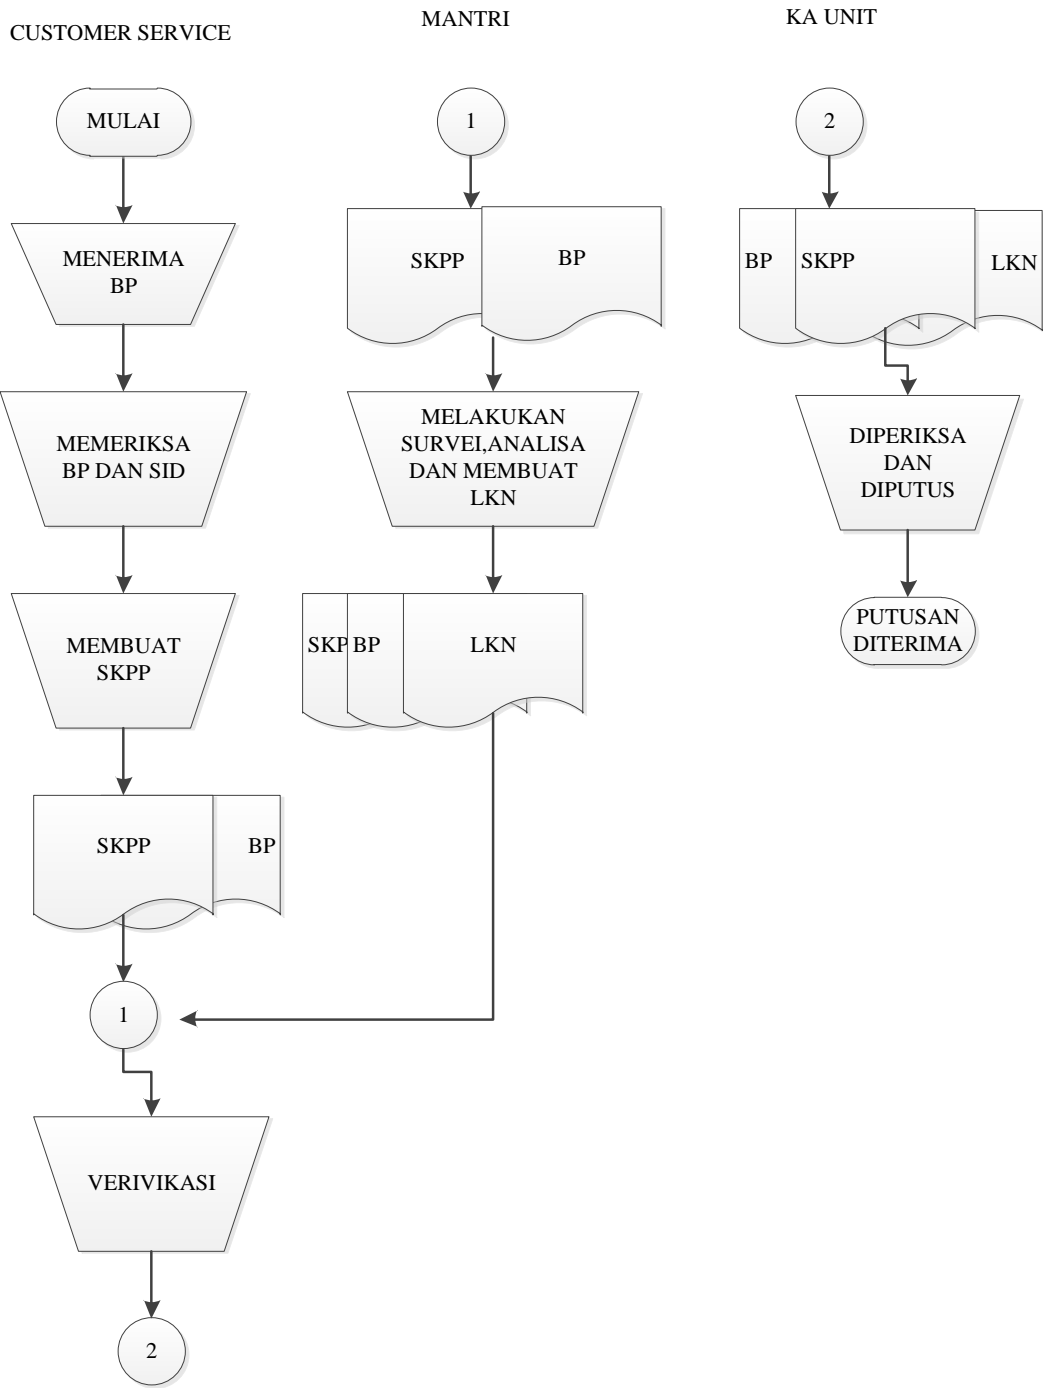 CUSTOMER SERVICE
MULAI
MENERIMA
BP
MEMERIKSA
BP DAN SID
MEMBUAT
SKPP
SKPP
BP
1
VERIVIKASI
2
MANTRI
1
SKPP
BP
MELAKUKAN
SURVEI,ANALISA
DAN MEMBUAT
LKN
SKP
BP
LKN
KA UNIT
2
BP
SKPP
LKN
DIPERIKSA
DAN
DIPUTUS
PUTUSAN
DITERIMA